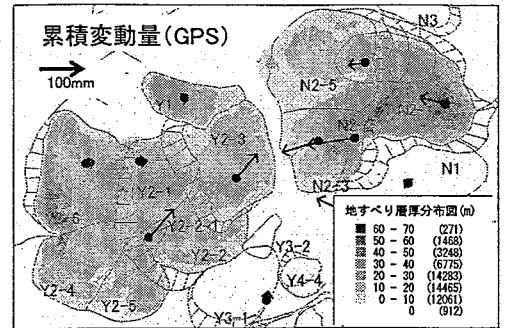 累積変動量(GPS)
100mm
N3
N2-5
Y1
Y2-3
N1
N2-3
Y2-1
Y2-2-1
Y2-2
Y2-4
Y2-5
Y3-2
Y4-4
Y3-1
地すべり層厚分布図(m)
60 - 70 (271)
50 - 60 (1468)
40 - 50 (3248)
30 - 40 (6775)
20 - 30 (14283)
10 - 20 (14465)
0 - 10 (12061)
0 (912)